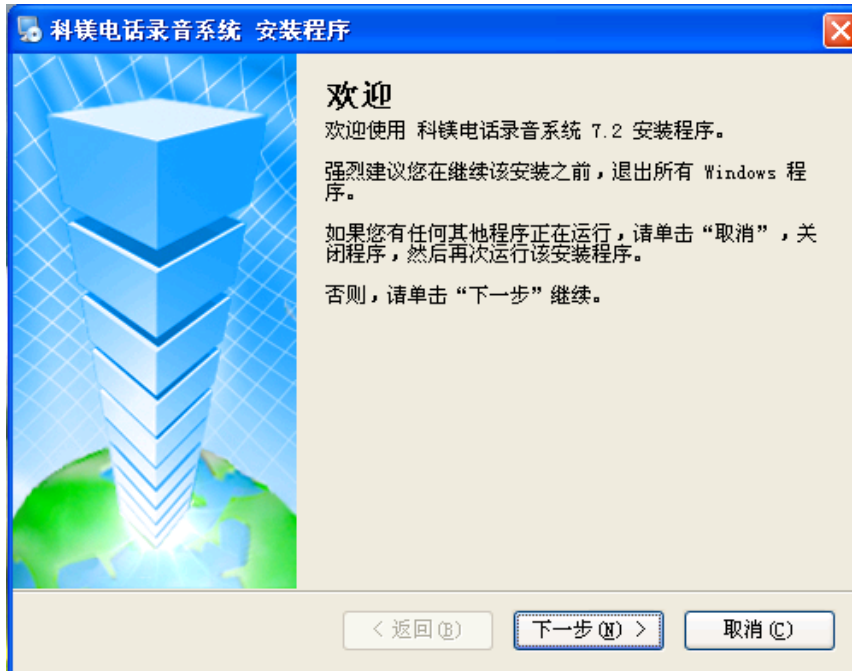 科镁电话录音系统 安装程序
欢迎
欢迎使用 科镁电话录音系统 7.2 安装程序。
强烈建议您在继续该安装之前，退出所有 Windows 程
序。
如果您有任何其他程序正在运行，请单击“取消”，关
闭程序，然后再次运行该安装程序。
否则，请单击“下一步”继续。
< 返回(B)
下一步(N) >
取消(C)